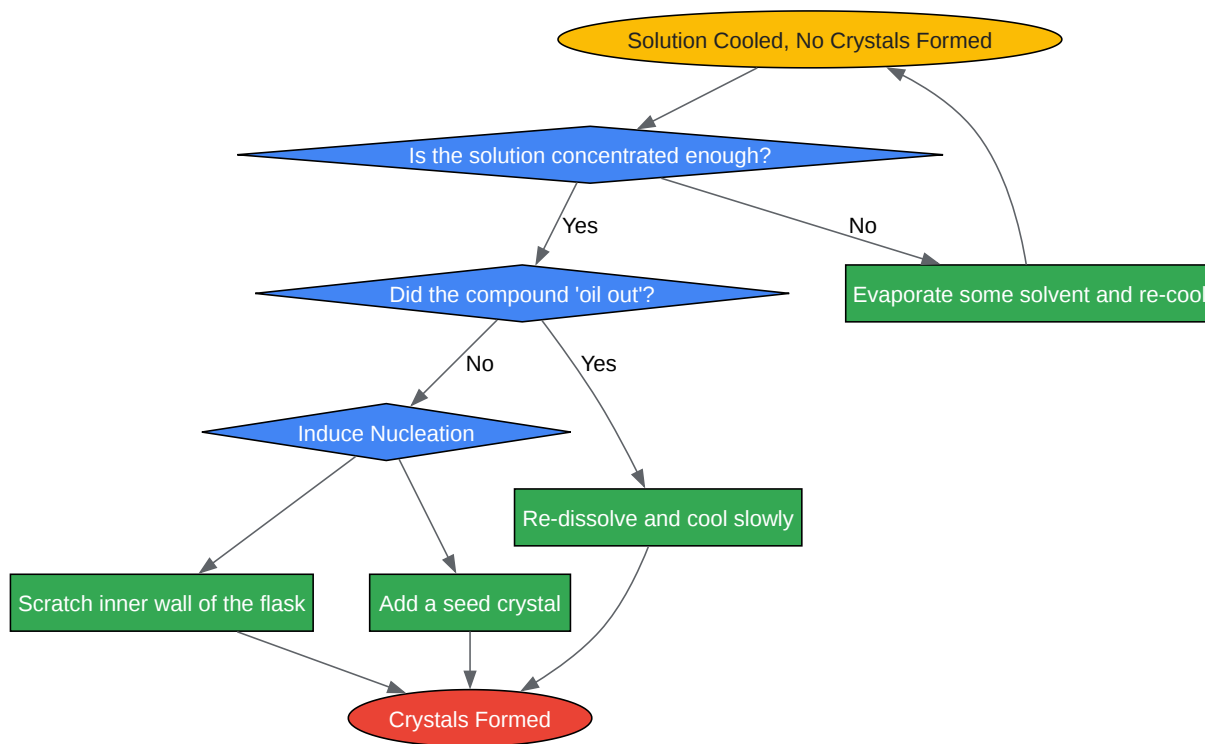 Solution Cooled, No Crystals Formed
Is the solution concentrated enough?
Yes
No
Did the compound 'oil out'?
Evaporate some solvent and re-cool
No
Yes
Induce Nucleation
Re-dissolve and cool slowly
Scratch inner wall of the flask
Add a seed crystal
Crystals Formed